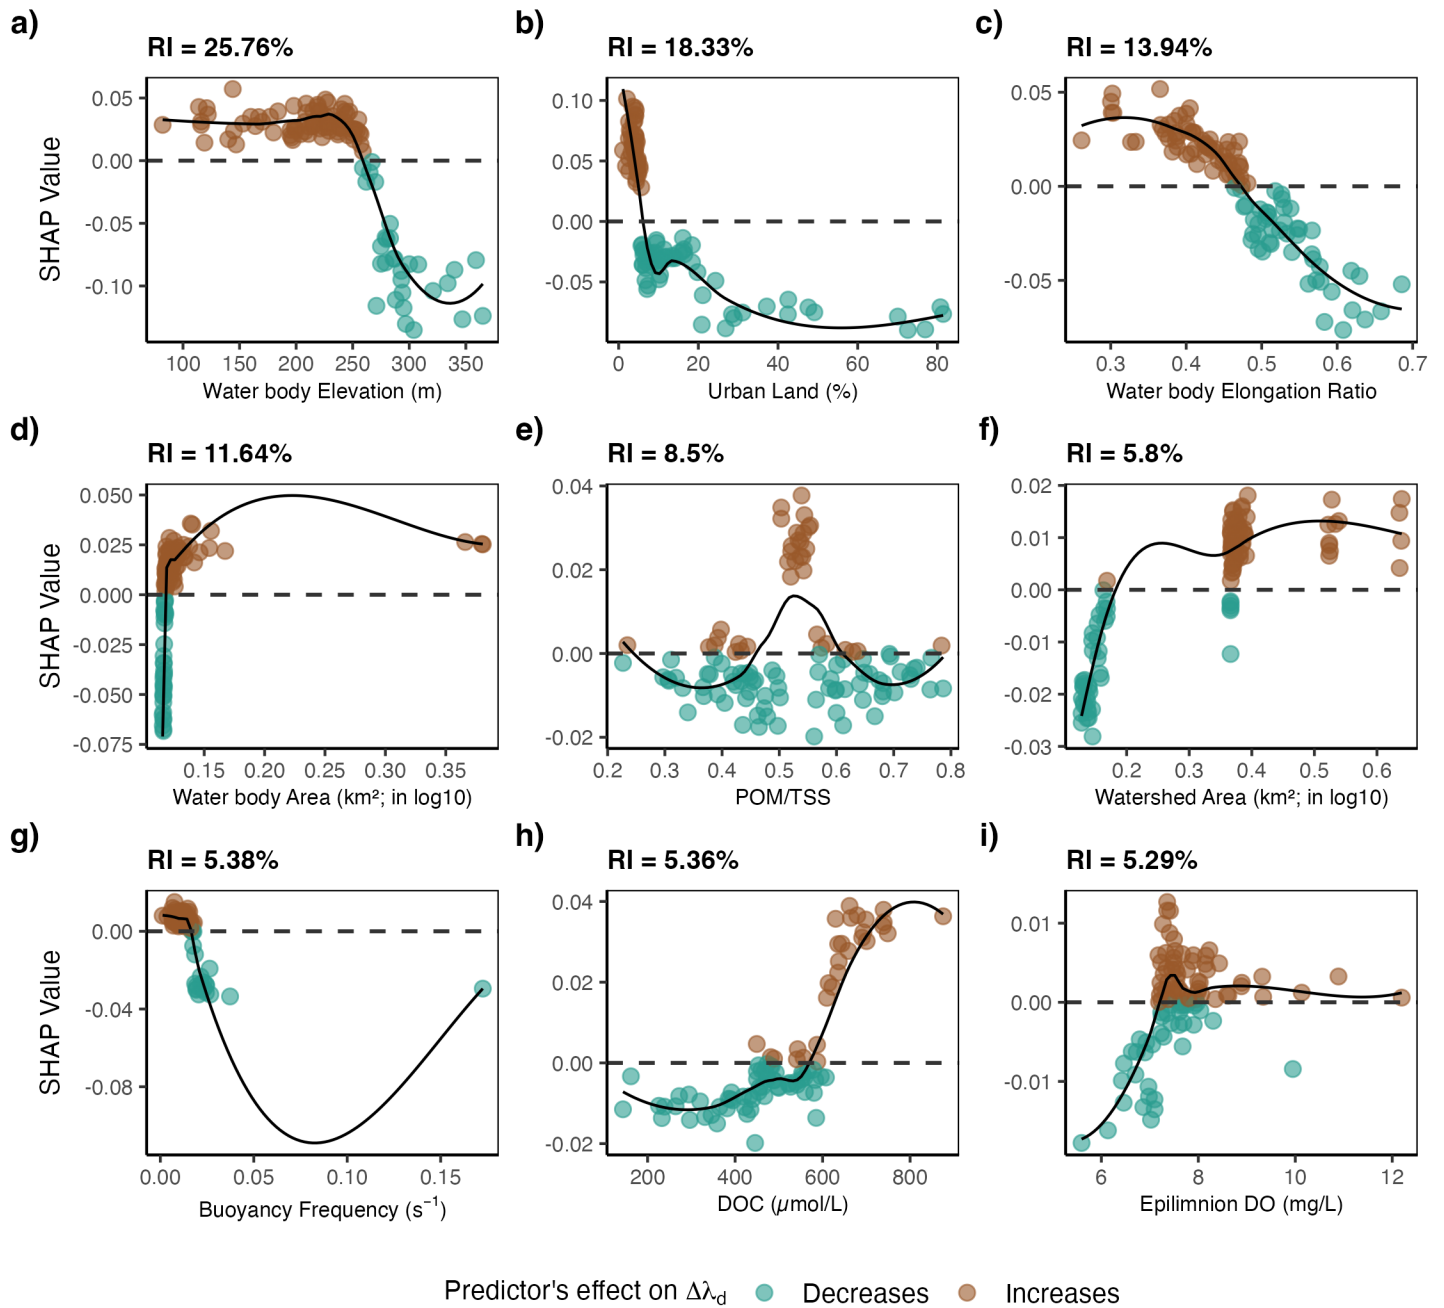 a)
RI = 25.76%
SHAP Value
0.05
0.00
-0.05
-0.10
100 150 200 250 300 350
Water body Elevation (m)
b)
RI = 18.33%
0.10
0.05
0.00
-0.05
0 20 40 60 80
Urban Land (%)
c)
RI = 13.94%
0.05
0.00
-0.05
0.3 0.4 0.5 0.6 0.7
Water body Elongation Ratio
d)
RI = 11.64%
SHAP Value
0.050
0.025
0.000
-0.025
-0.050
-0.075
0.15 0.20 0.25 0.30 0.35
Water body Area (km²; in log10)
e)
RI = 8.5%
0.04
0.02
0.00
-0.02
0.2 0.3 0.4 0.5 0.6 0.7 0.8
POM/TSS
f)
RI = 5.8%
0.02
0.01
0.00
-0.01
-0.02
-0.03
0.2 0.3 0.4 0.5 0.6
Watershed Area (km²; in log10)
g)
RI = 5.38%
SHAP Value
0.00
-0.04
-0.08
0.00 0.05 0.10 0.15
Buoyancy Frequency (s⁻¹)
h)
RI = 5.36%
0.04
0.02
0.00
-0.02
200 400 600 800
DOC (µmol/L)
i)
RI = 5.29%
0.01
0.00
-0.01
6 8 10 12
Epilimnion DO (mg/L)
Predictor's effect on Δλd Decreases Increases